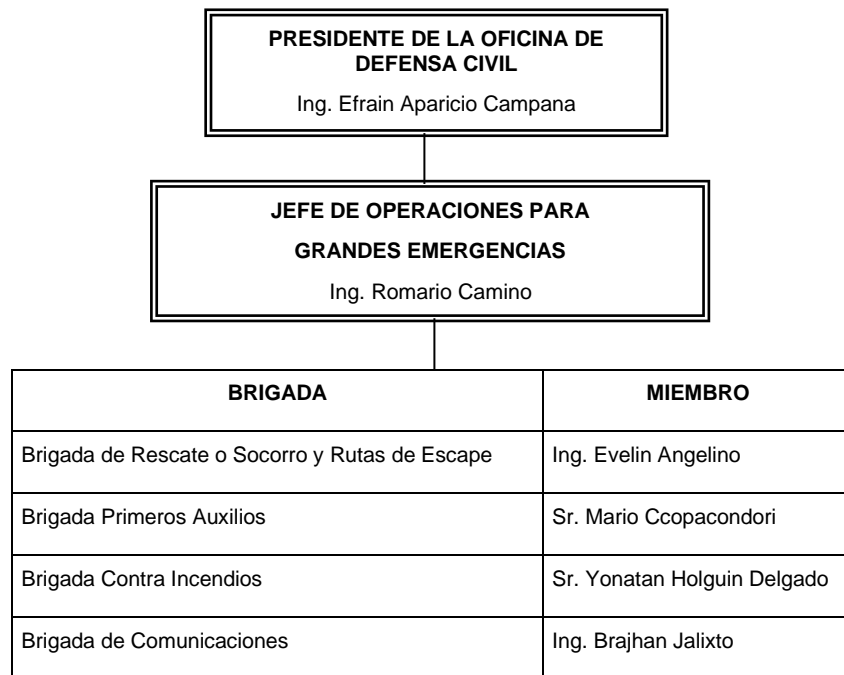 PRESIDENTE DE LA OFICINA DE
DEFENSA CIVIL
Ing. Efrain Aparicio Campana
JEFE DE OPERACIONES PARA
GRANDES EMERGENCIAS
Ing. Romario Camino
BRIGADA MIEMBRO
Brigada de Rescate o Socorro y Rutas de Escape Ing. Evelin Angelino
Brigada Primeros Auxilios Sr. Mario Ccopacondori
Brigada Contra Incendios Sr. Yonatan Holguin Delgado
Brigada de Comunicaciones Ing. Brajhan Jalixto